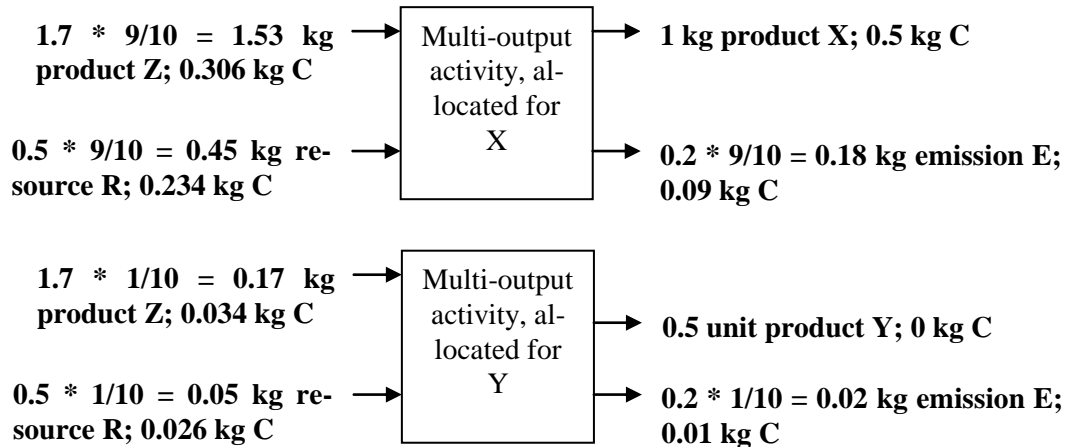 1.7 * 9/10 = 1.53 kg
product Z; 0.306 kg C
0.5 * 9/10 = 0.45 kg re-
source R; 0.234 kg C
Multi-output
activity, al-
located for
X
1 kg product X; 0.5 kg C
0.2 * 9/10 = 0.18 kg emission E;
0.09 kg C
1.7 * 1/10 = 0.17 kg
product Z; 0.034 kg C
0.5 * 1/10 = 0.05 kg re-
source R; 0.026 kg C
Multi-output
activity, al-
located for
Y
0.5 unit product Y; 0 kg C
0.2 * 1/10 = 0.02 kg emission E;
0.01 kg C